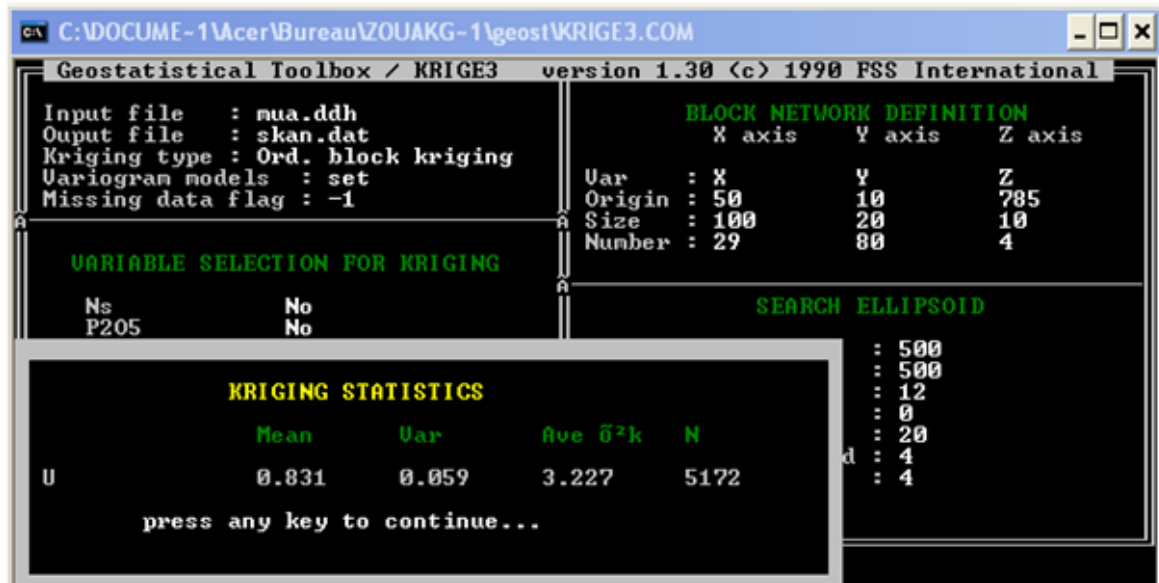 C:\DOCUME~1\Acer\Bureau\ZOUAKG~1\geost\KRIGE3.COM
Geostatistical Toolbox / KRIGE3 version 1.30 (c) 1990 FSS International
Input file : mua.ddh
Ouput file : skan.dat
Kriging type : Ord. block kriging
Variogram models : set
Missing data flag : -1
VARIABLE SELECTION FOR KRIGING
Ns No
P2O5 No
BLOCK NETWORK DEFINITION
X axis Y axis Z axis
Var : X Y Z
Origin : 50 10 785
Size : 100 20 10
Number : 29 80 4
SEARCH ELLIPSOID
: 500
: 500
: 12
: 0
: 20
d : 4
: 4
KRIGING STATISTICS
Mean Var Ave õ²k N
U 0.831 0.059 3.227 5172
press any key to continue...